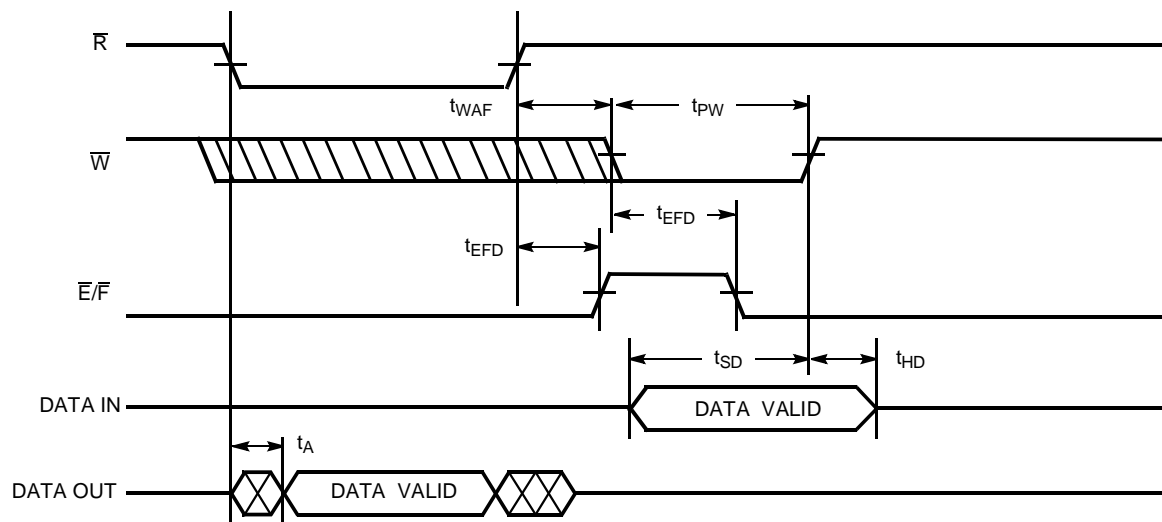 R̅
tWAF
tPW
W̅
tEFD
tEFD
E̅/F̅
tSD
tHD
DATA IN
DATA VALID
tA
DATA OUT
DATA VALID